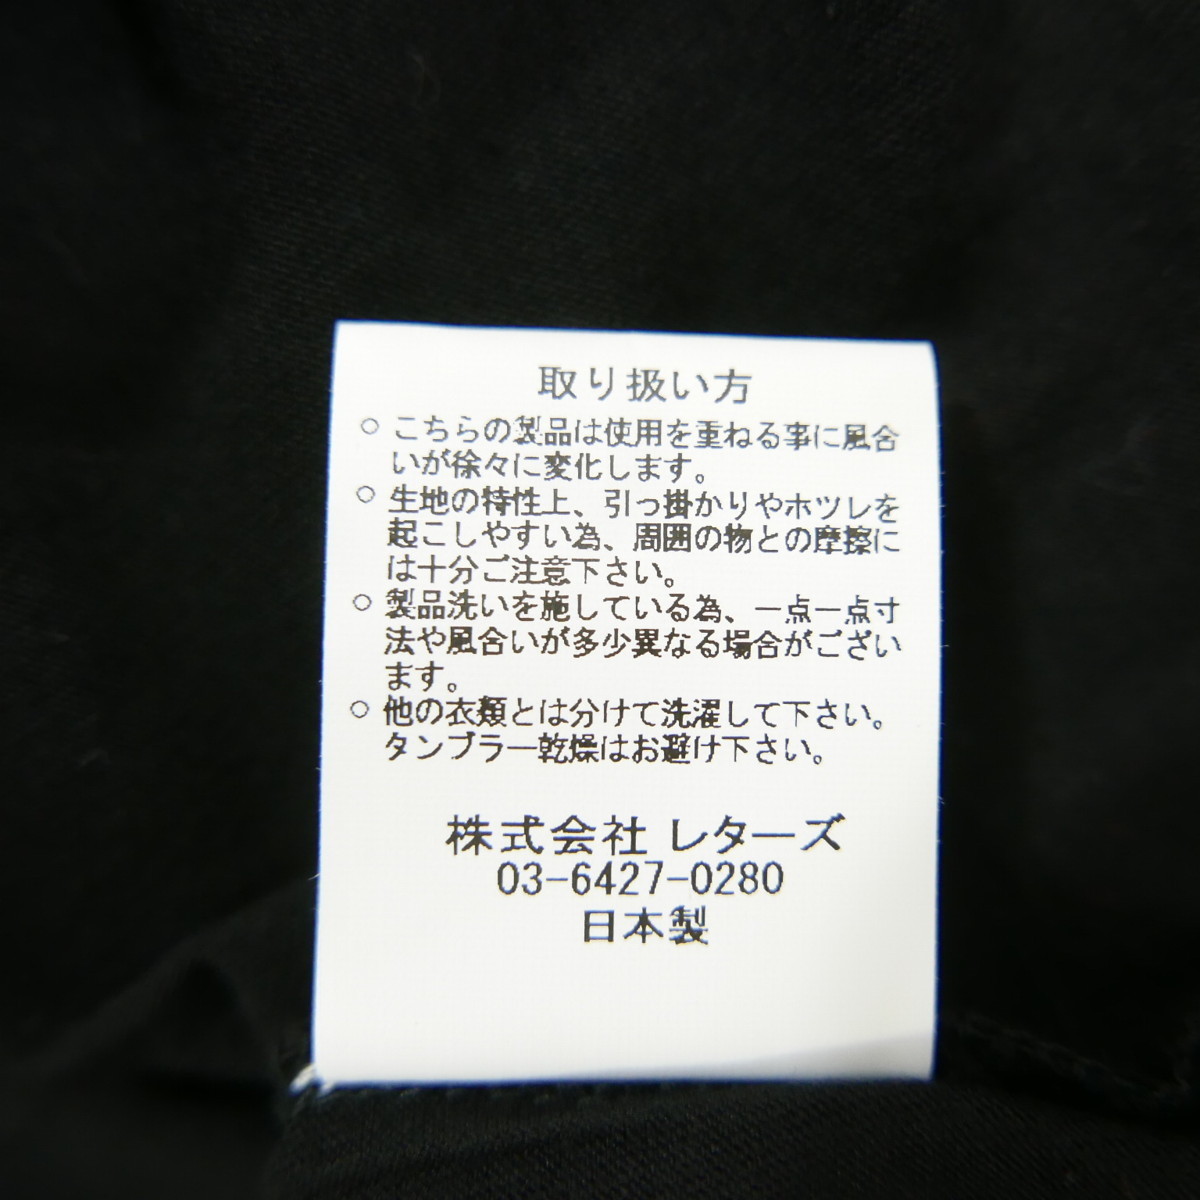 取り扱い方
○ こちらの製品は使用を重ねる事に風合
いが徐々に変化します。
○ 生地の特性上、引っ掛かりやホツレを
起こしやすい為、周囲の物との摩擦に
は十分ご注意下さい。
○ 製品洗いを施している為、一点一点寸
法や風合いが多少異なる場合がござい
ます。
○ 他の衣類とは分けて洗濯して下さい。
タンブラー乾燥はお避け下さい。
株式会社 レターズ
03-6427-0280
日本製